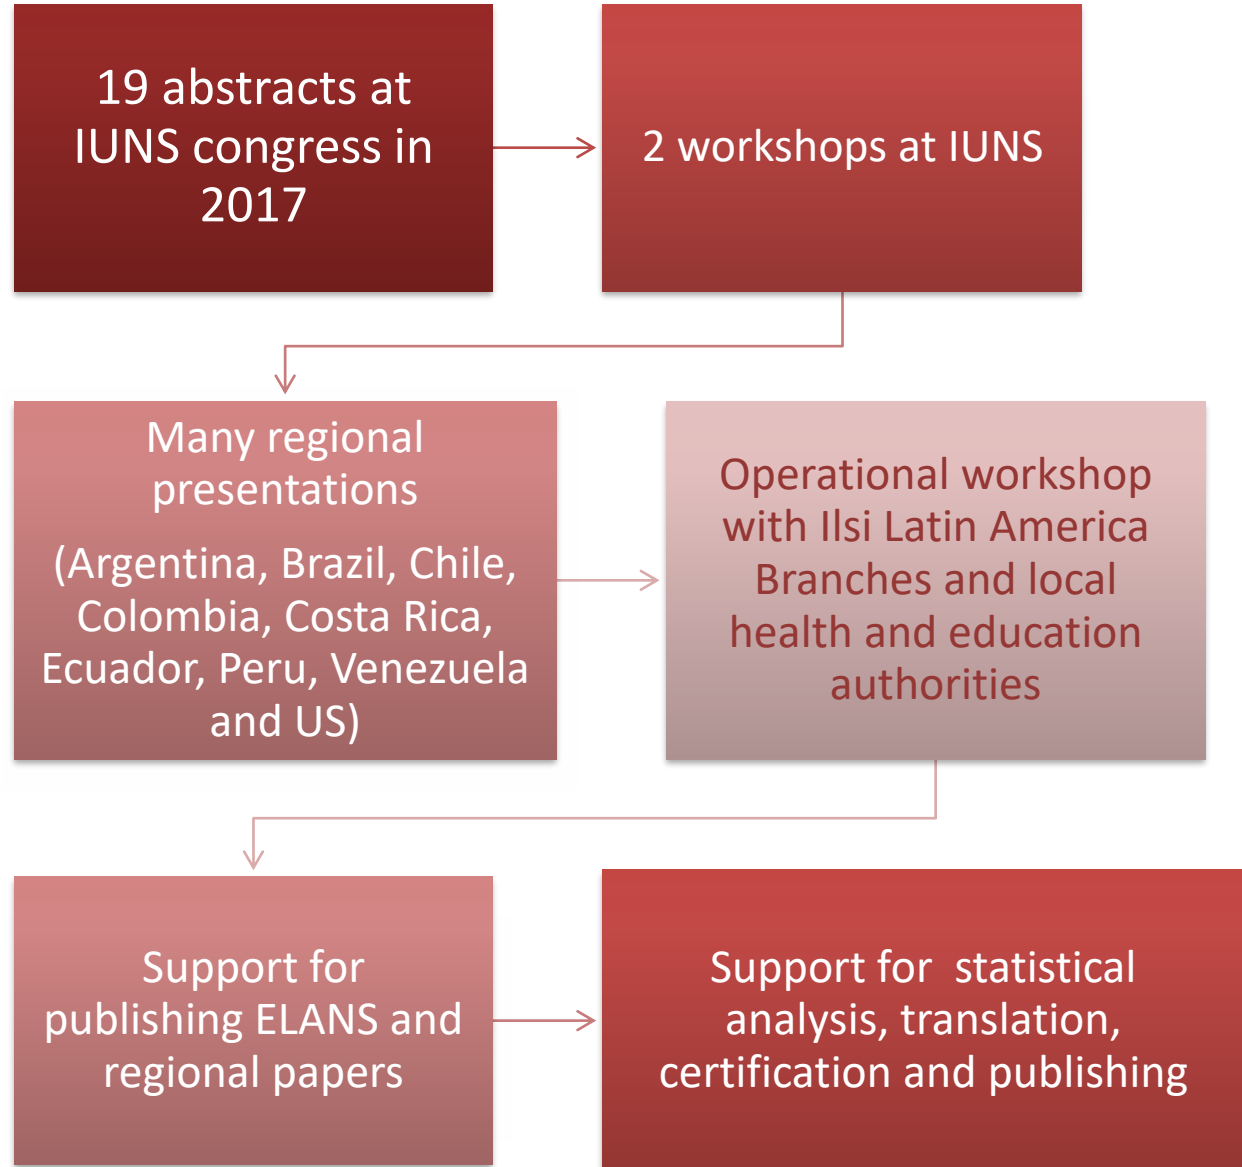 19 abstracts at
IUNS congress in
2017
2 workshops at IUNS
Many regional
presentations
(Argentina, Brazil, Chile,
Colombia, Costa Rica,
Ecuador, Peru, Venezuela
and US)
Operational workshop
with Ilsi Latin America
Branches and local
health and education
authorities
Support for
publishing ELANS and
regional papers
Support for  statistical
analysis, translation,
certification and publishing